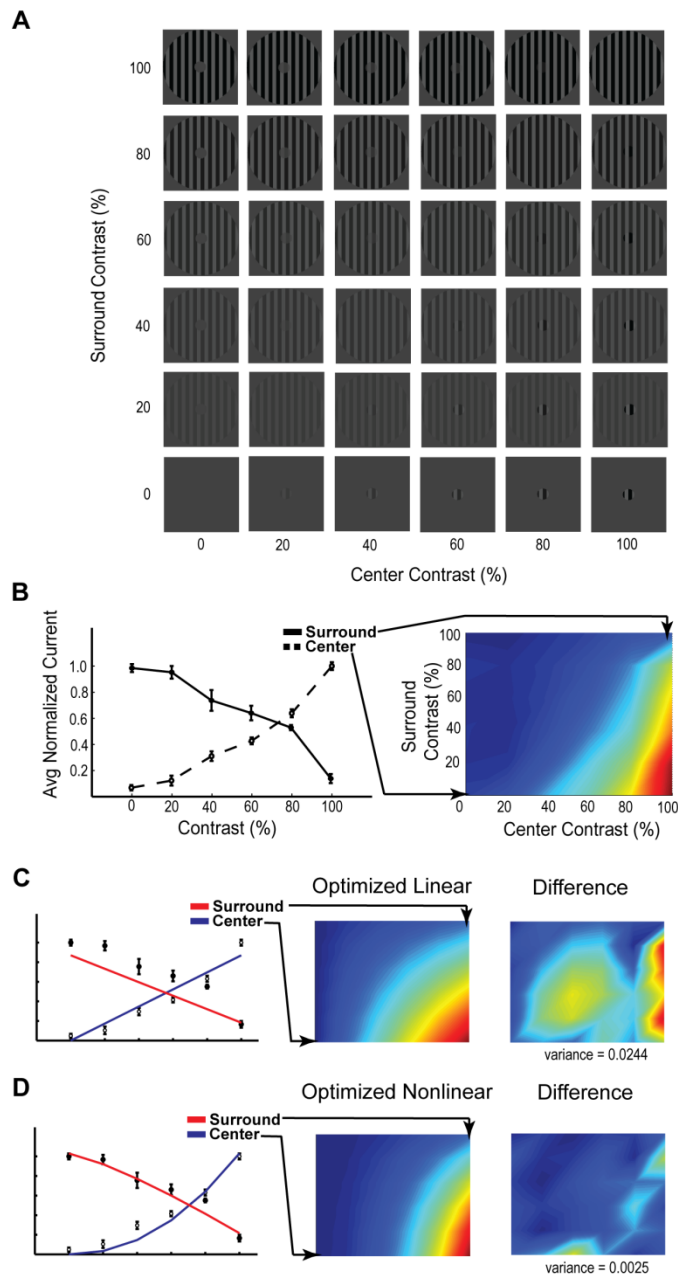 A
100
80
60
40
20
0
Surround Contrast (%)
0 20 40 60 80 100
Center Contrast (%)
B
Surround
Center
Avg Normalized Current
1.0
0.8
0.6
0.4
0.2
0 20 40 60 80 100
Contrast (%)
Surround
Contrast (%)
100
80
60
40
20
0 20 40 60 80 100
Center Contrast (%)
C
Surround
Center
Optimized Linear
Difference
variance = 0.0244
D
Surround
Center
Optimized Nonlinear
Difference
variance = 0.0025